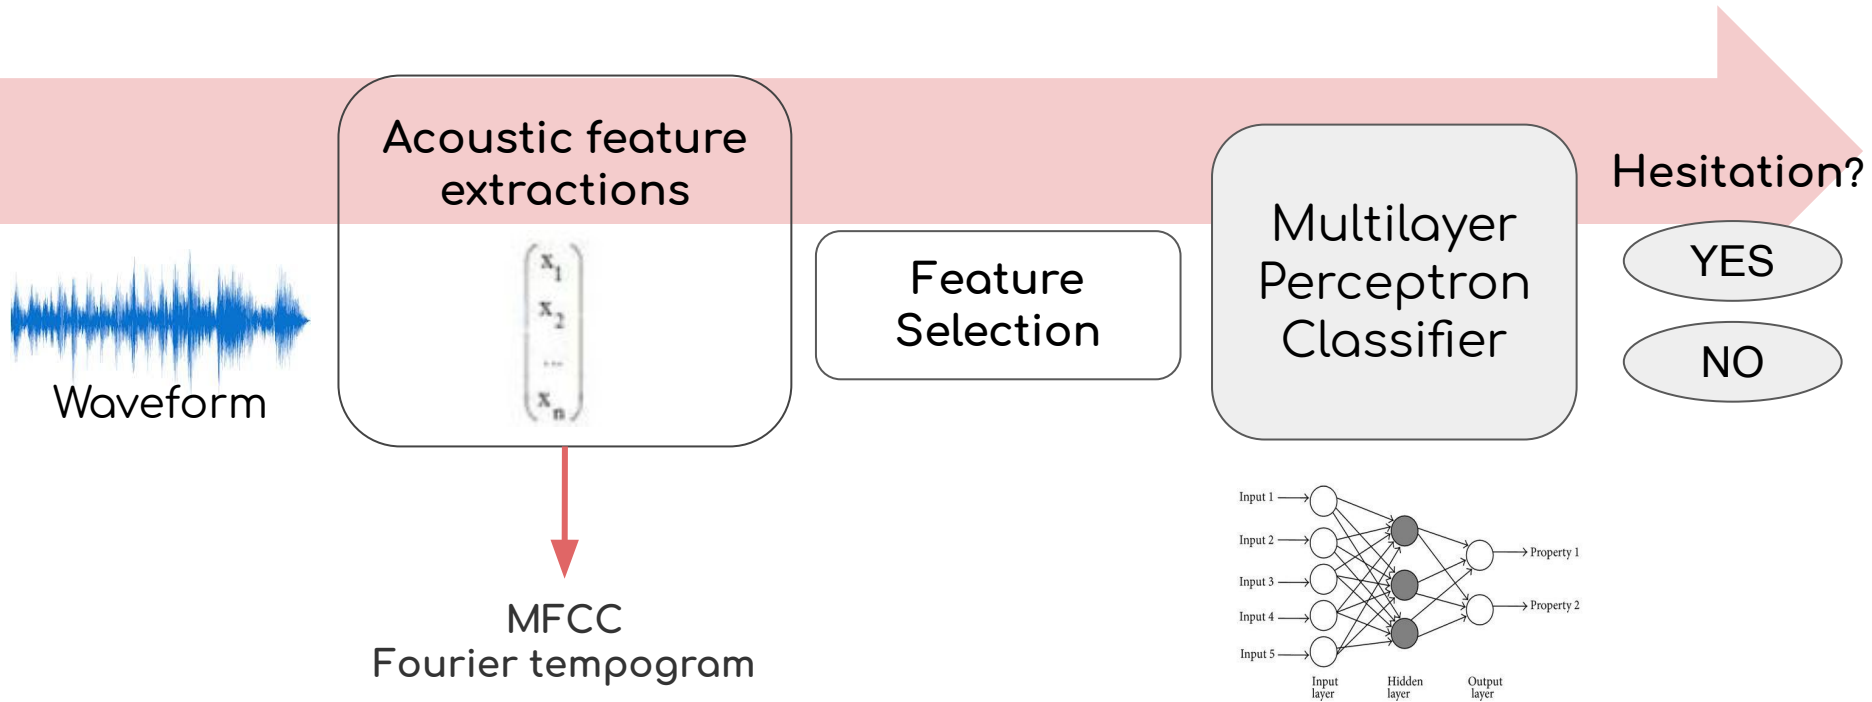 Acoustic feature
extractions
x1
x2
...
xn
Waveform
MFCC
Fourier tempogram
Feature
Selection
Multilayer
Perceptron
Classifier
Hesitation?
YES
NO
Input 1
Input 2
Input 3
Input 4
Input 5
Property 1
Property 2
Input
layer
Hidden
layer
Output
layer